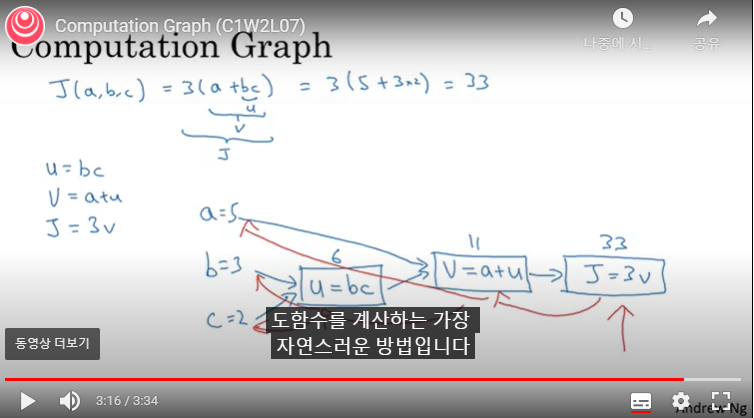 Computation Graph (C1W2L07)
나중에 시...
공유
Computation Graph
J(a,b,c) = 3(a+bc) = 3(5+3×2) = 33
u
V
J
u = bc
V = a+u
J = 3v
a=5
11
33
b=3
6
V = a+u
J = 3v
u = bc
c=2
도함수를 계산하는 가장
자연스러운 방법입니다
동영상 더보기
3:16 / 3:34
Andrew Ng